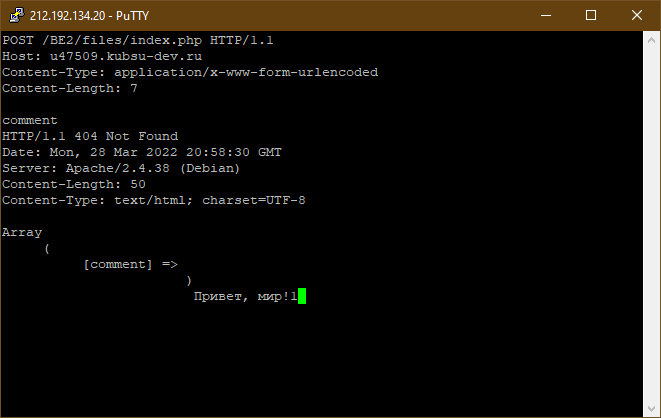 212.192.134.20 - PuTTY
POST /BE2/files/index.php HTTP/1.1
Host: u47509.kubsu-dev.ru
Content-Type: application/x-www-form-urlencoded
Content-Length: 7
comment
HTTP/1.1 404 Not Found
Date: Mon, 28 Mar 2022 20:58:30 GMT
Server: Apache/2.4.38 (Debian)
Content-Length: 50
Content-Type: text/html; charset=UTF-8
Array
(
[comment] =>
)
Привет, мир!1